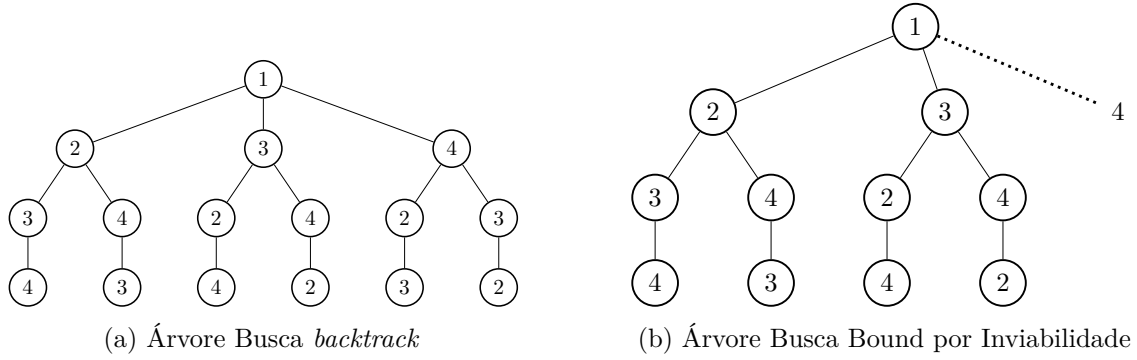 1
2 3 4
3 4 2 4 2 3
4 3 4 2 3 2
(a) Árvore Busca backtrack
1
2 3 4
3 4 2 4
4 3 4 2
(b) Árvore Busca Bound por Inviabilidade